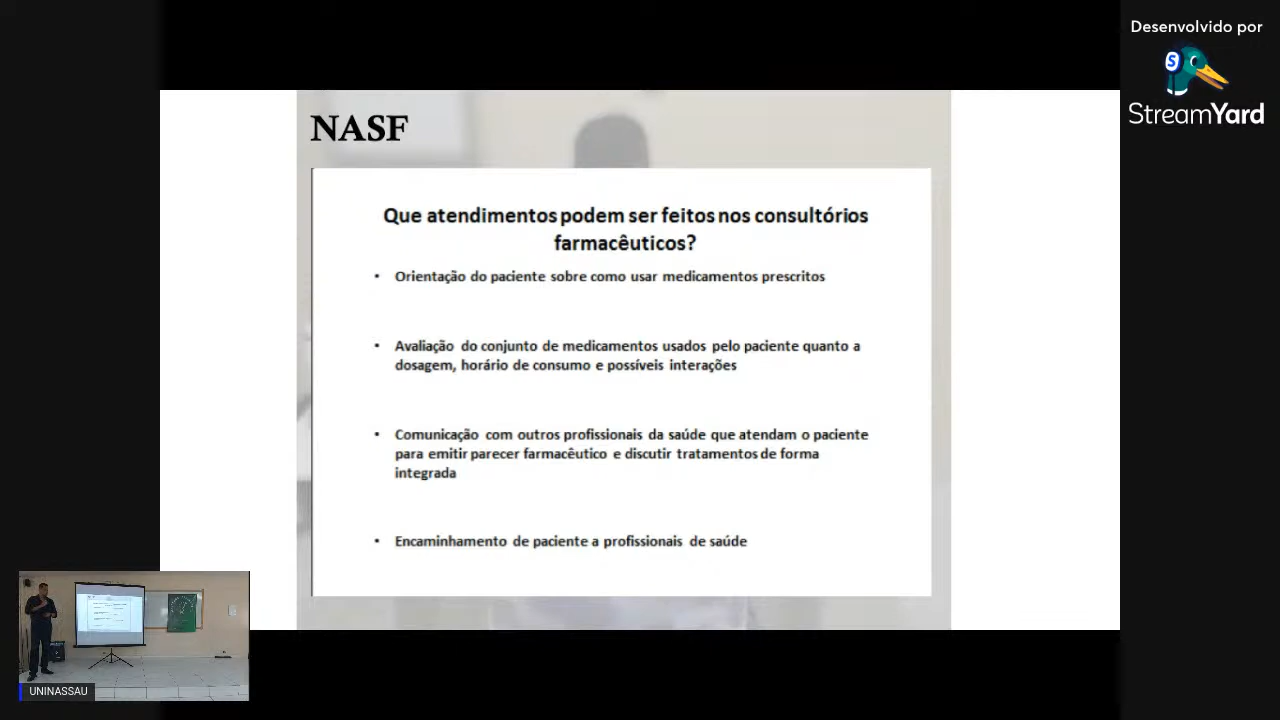 Desenvolvido por
StreamYard
NASF
Que atendimentos podem ser feitos nos consultórios
farmacêuticos?
• Orientação do paciente sobre como usar medicamentos prescritos
• Avaliação do conjunto de medicamentos usados pelo paciente quanto a
dosagem, horário de consumo e possíveis interações
• Comunicação com outros profissionais da saúde que atendam o paciente
para emitir parecer farmacêutico e discutir tratamentos de forma
integrada
• Encaminhamento de paciente a profissionais de saúde
UNINASSAU